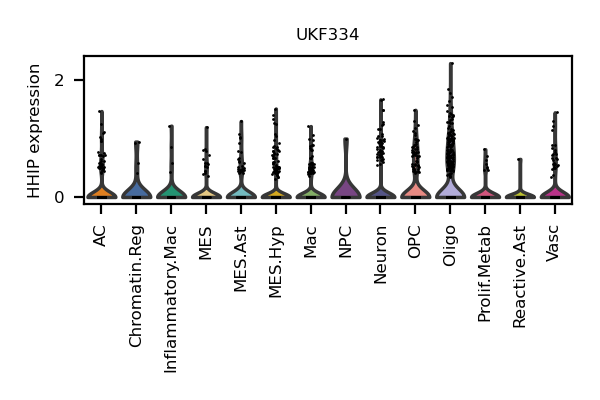 UKF334
HHIP expression
2
0
AC
Chromatin.Reg
Inflammatory.Mac
MES
MES.Ast
MES.Hyp
Mac
NPC
Neuron
OPC
Oligo
Prolif.Metab
Reactive.Ast
Vasc